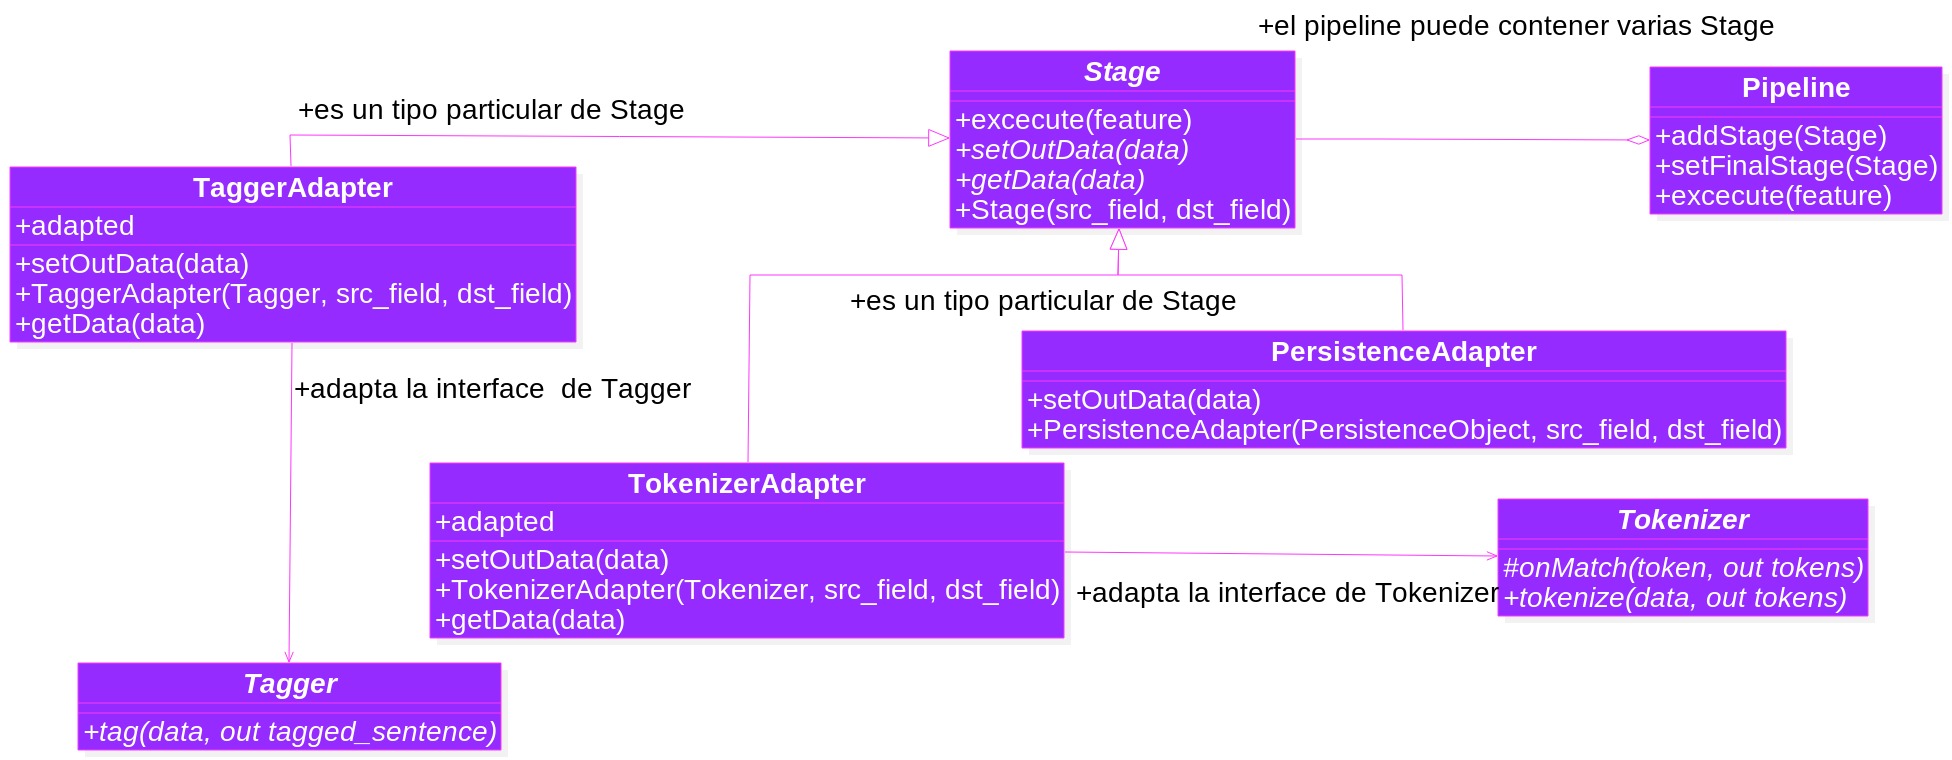 +el pipeline puede contener varias Stage
Stage
+excecute(feature)
+setOutData(data)
+getData(data)
+Stage(src_field, dst_field)
Pipeline
+addStage(Stage)
+setFinalStage(Stage)
+excecute(feature)
+es un tipo particular de Stage
TaggerAdapter
+adapted
+setOutData(data)
+TaggerAdapter(Tagger, src_field, dst_field)
+getData(data)
+es un tipo particular de Stage
PersistenceAdapter
+setOutData(data)
+PersistenceAdapter(PersistenceObject, src_field, dst_field)
+adapta la interface  de Tagger
TokenizerAdapter
+adapted
+setOutData(data)
+TokenizerAdapter(Tokenizer, src_field, dst_field)
+getData(data)
+adapta la interface de Tokenizer
Tokenizer
#onMatch(token, out tokens)
+tokenize(data, out tokens)
Tagger
+tag(data, out tagged_sentence)